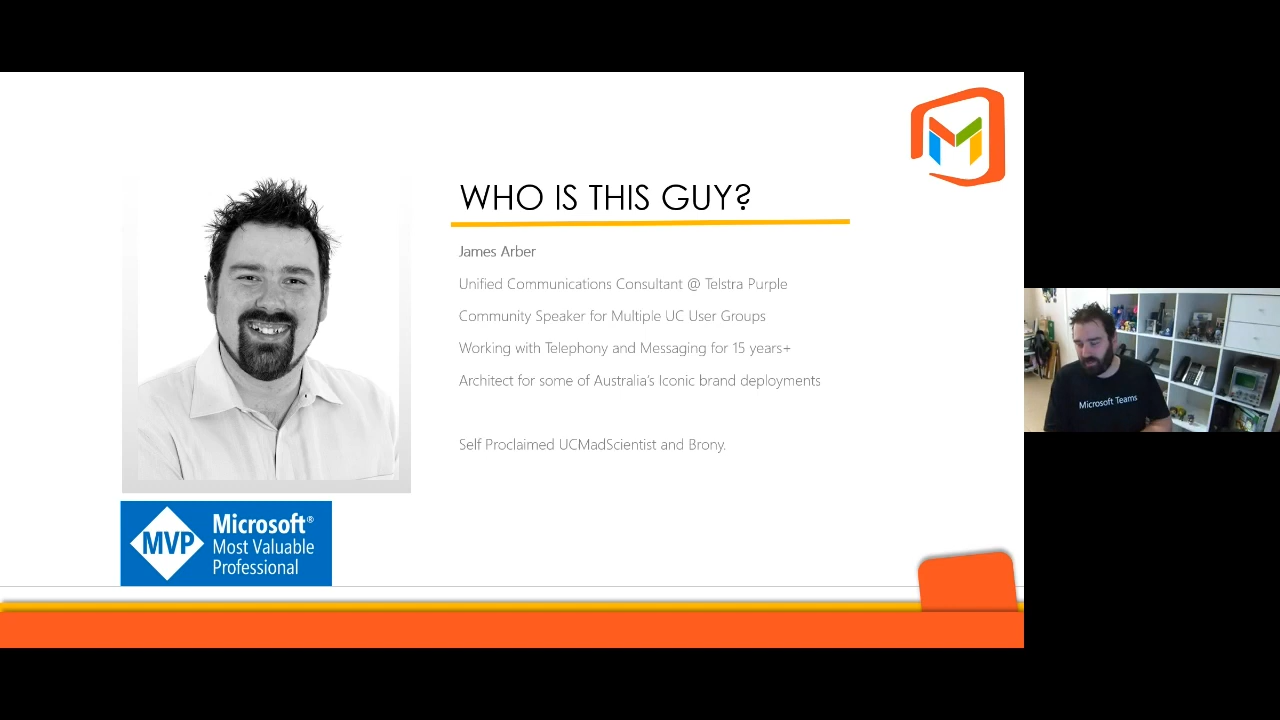 WHO IS THIS GUY?
James Arber
Unified Communications Consultant @ Telstra Purple
Community Speaker for Multiple UC User Groups
Working with Telephony and Messaging for 15 years+
Architect for some of Australia's Iconic brand deployments
Self Proclaimed UCMadScientist and Brony.
MVP
Microsoft®
Most Valuable
Professional
Microsoft Teams